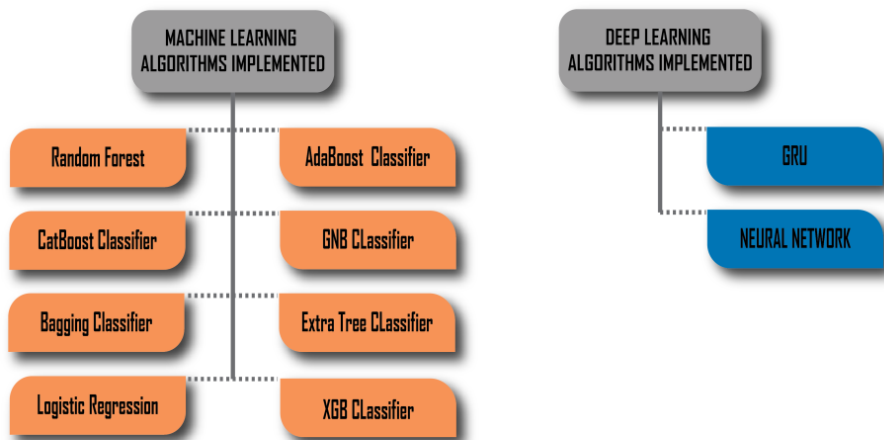 MACHINE LEARNING
ALGORITHMS IMPLEMENTED
Random Forest
AdaBoost Classifier
CatBoost Classifier
GNB CLassifier
Bagging Classifier
Extra Tree CLassifier
Logistic Regression
XGB CLassifier
DEEP LEARNING
ALGORITHMS IMPLEMENTED
GRU
NEURAL NETWORK